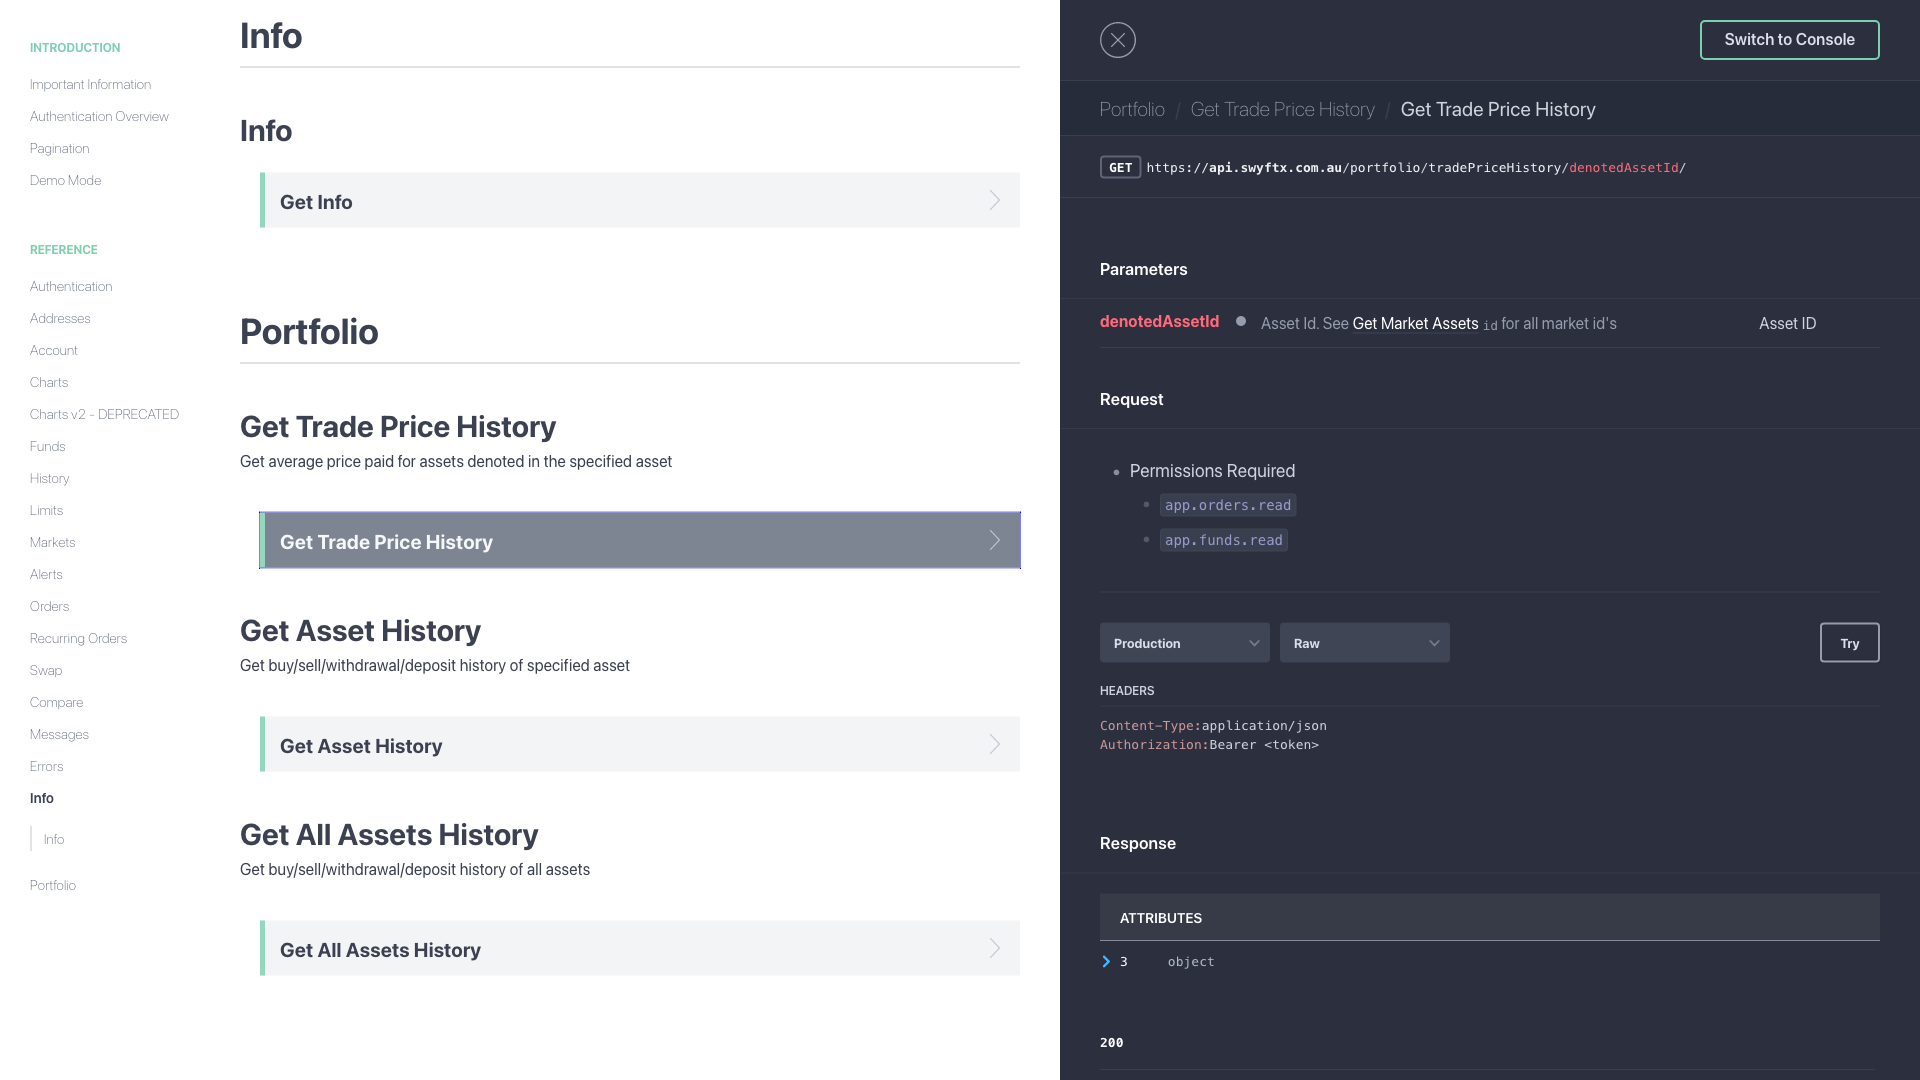 INTRODUCTION
Important Information
Authentication Overview
Pagination
Demo Mode
REFERENCE
Authentication
Addresses
Account
Charts
Charts v2 - DEPRECATED
Funds
History
Limits
Markets
Alerts
Orders
Recurring Orders
Swap
Compare
Messages
Errors
Info
Info
Portfolio
Info
Info
Get Info
Portfolio
Get Trade Price History
Get average price paid for assets denoted in the specified asset
Get Trade Price History
Get Asset History
Get buy/sell/withdrawal/deposit history of specified asset
Get Asset History
Get All Assets History
Get buy/sell/withdrawal/deposit history of all assets
Get All Assets History
Switch to Console
Portfolio / Get Trade Price History / Get Trade Price History
GET https://api.swyftx.com.au/portfolio/tradePriceHistory/denotedAssetId/
Parameters
denotedAssetId Asset Id. See Get Market Assets id for all market id's Asset ID
Request
Permissions Required
app.orders.read
app.funds.read
Production Raw Try
HEADERS
Content-Type:application/json
Authorization:Bearer <token>
Response
ATTRIBUTES
3 object
200